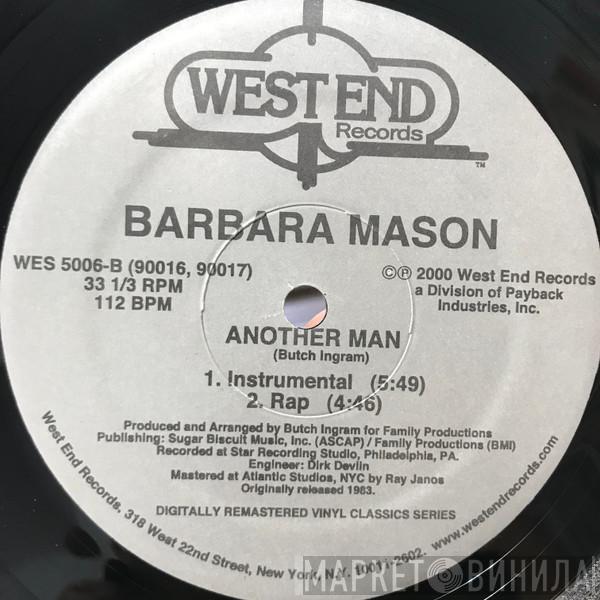 WEST END
Records
TM
BARBARA MASON
WES 5006-B (90016, 90017)
33 1/3 RPM
112 BPM
©℗ 2000 West End Records
a Division of Payback
Industries, Inc.
ANOTHER MAN
(Butch Ingram)
1. Instrumental (5:49)
2. Rap (4:46)
Produced and Arranged by Butch Ingram for Family Productions
Publishing: Sugar Biscuit Music, Inc. (ASCAP) / Family Productions (BMI)
Recorded at Star Recording Studio, Philadelphia, PA.
Engineer: Dirk Devlin
Mastered at Atlantic Studios, NYC by Ray Janos
Originally released 1983.
DIGITALLY REMASTERED VINYL CLASSICS SERIES
West End Records. 318 West 22nd Street, New York, N.Y. 10011-2602. www.westendrecords.com
МАРКЕТ ВИНИЛА